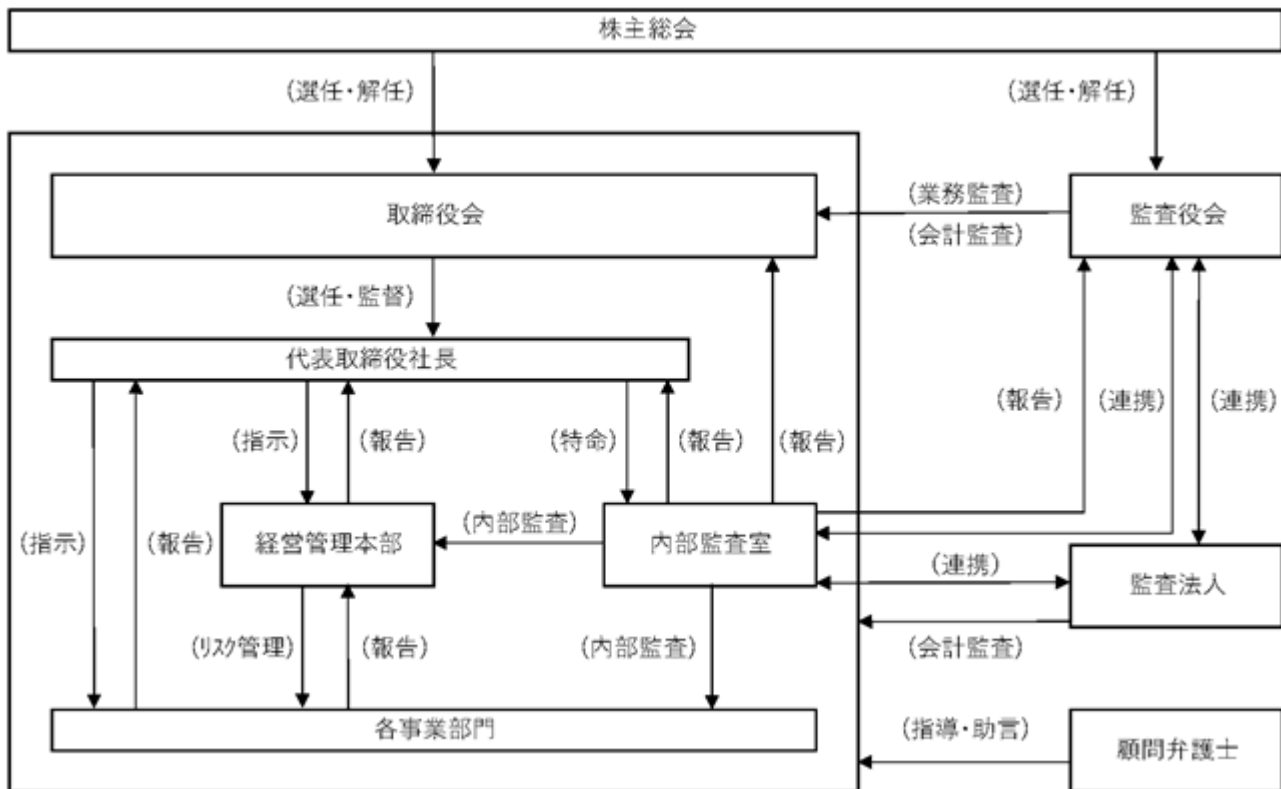 株主総会
(選任・解任)
(選任・解任)
取締役会
(業務監査)
(会計監査)
監査役会
(選任・監督)
代表取締役社長
(指示)
(報告)
(特命)
(報告)
(報告)
(報告)
(連携)
(連携)
(指示)
(報告)
経営管理本部
(内部監査)
内部監査室
(連携)
監査法人
(リスク管理)
(報告)
(内部監査)
(会計監査)
各事業部門
(指導・助言)
顧問弁護士